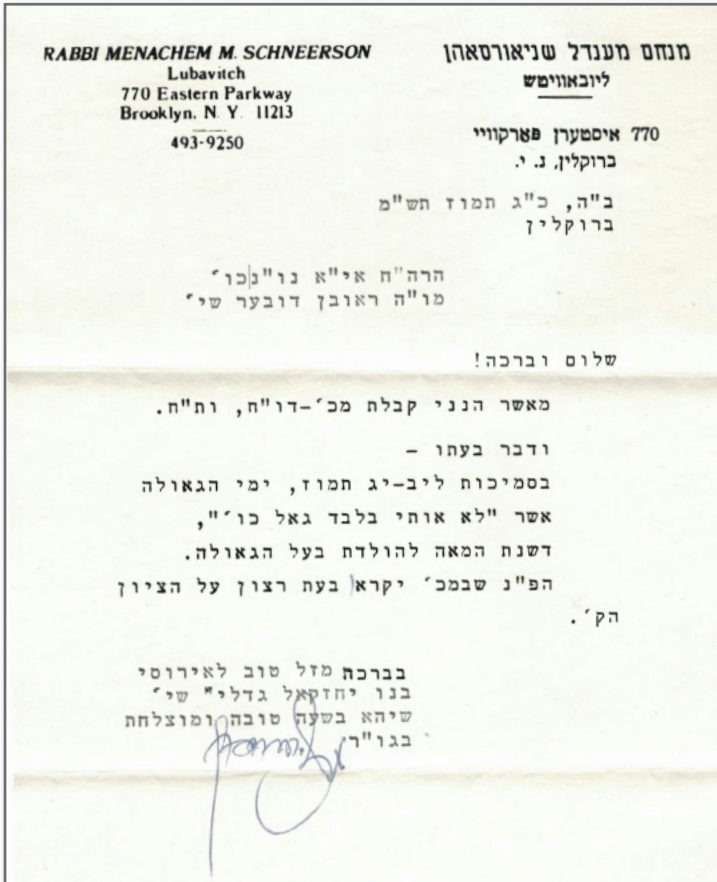 RABBI MENACHEM M. SCHNEERSON
Lubavitch
770 Eastern Parkway
Brooklyn, N. Y. 11213
493-9250
מנחם מענדל שניאורסאהן
ליובאוויטש
770 איסטערן פארקוויי
ברוקלין, נ. י.
ב"ה, כ"ג תמוז תש"מ
ברוקלין
הרה"ח אי"א נו"נ כו'
מו"ה ראובן דובער שי'
שלום וברכה!
מאשר הנני קבלת מכ'-דו"ח, ות"ח.
ודבר בעתו –
בסמיכות ליב-יג תמוז, ימי הגאולה
אשר "לא אותי בלבד גאל כו'",
דשנת המאה להולדת בעל הגאולה.
הפ"נ שבמכ' יקרא בעת רצון על הציון
הק'.
בברכה מזל טוב לאירוסי
בנו יחזקאל גדלי' שי'
שיהא בשעה טובה ומוצלחת
בגו"ר.